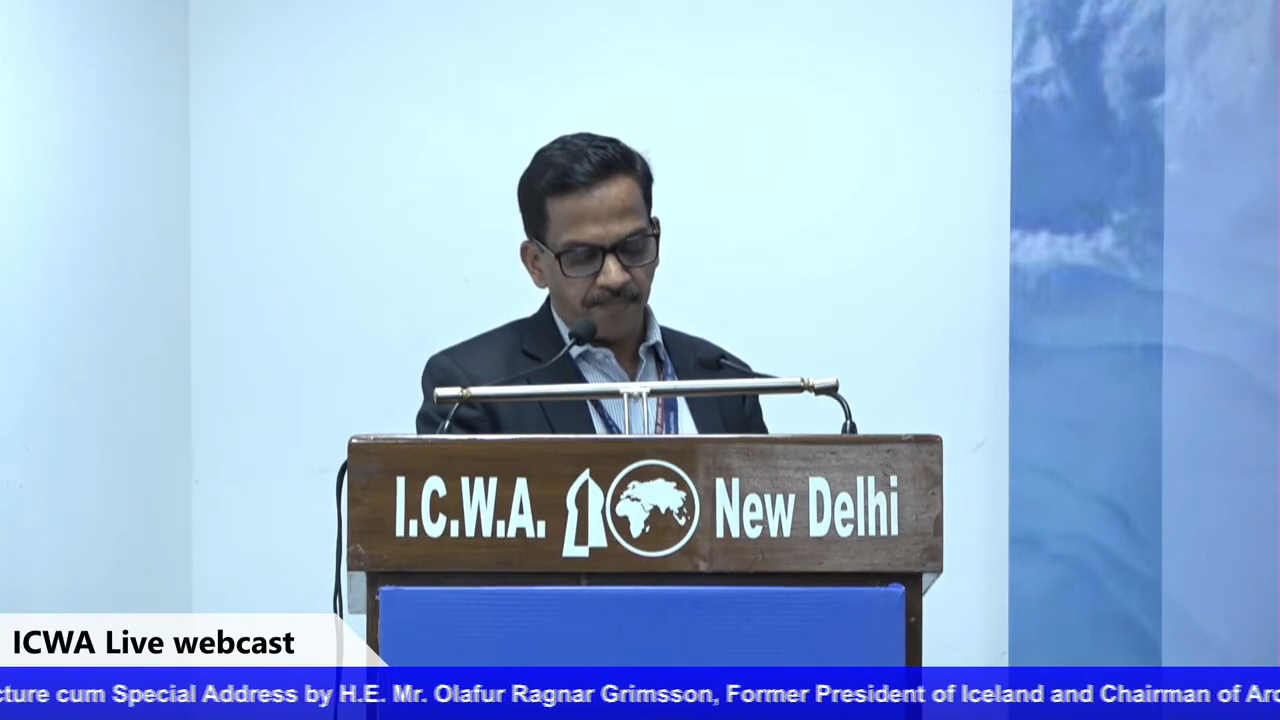 I.C.W.A. New Delhi
ICWA Live webcast
cture cum Special Address by H.E. Mr. Olafur Ragnar Grimsson, Former President of Iceland and Chairman of Arc